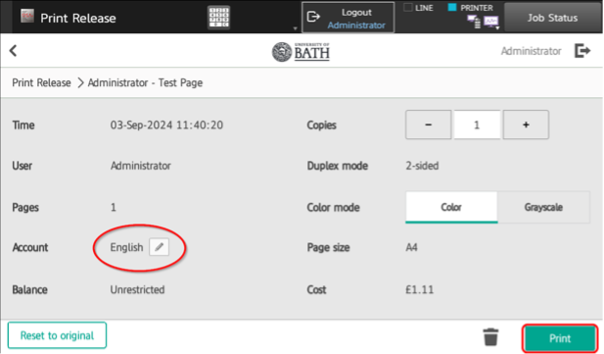 Print Release
Logout
Administrator
LINE
PRINTER
Job Status
UNIVERSITY OF
BATH
Administrator
Print Release > Administrator - Test Page
Time 03-Sep-2024 11:40:20 Copies - 1 +
User Administrator Duplex mode 2-sided
Pages 1 Color mode Color Grayscale
Account English Page size A4
Balance Unrestricted Cost £1.11
Reset to original Print